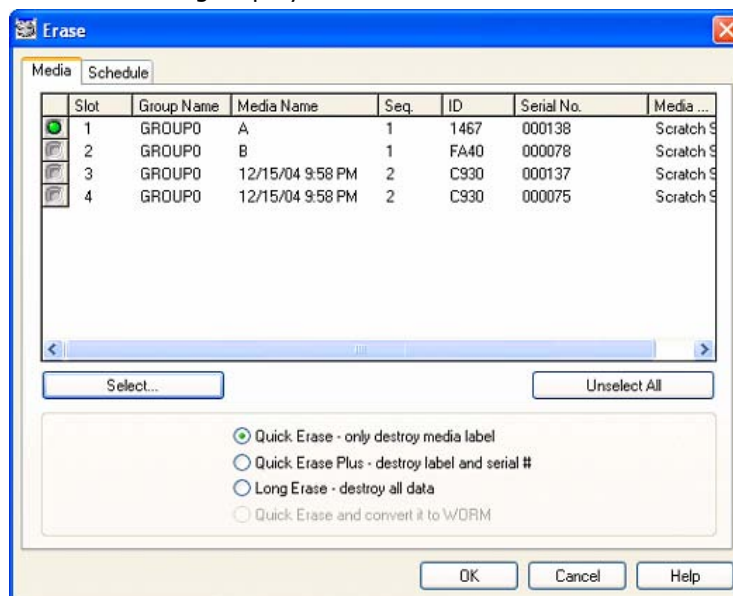 Erase
Media Schedule
Slot Group Name Media Name Seq. ID Serial No. Media ...
1 GROUP0 A 1 1467 000138 Scratch S
2 GROUP0 B 1 FA40 000078 Scratch S
3 GROUP0 12/15/04 9:58 PM 2 C930 000137 Scratch S
4 GROUP0 12/15/04 9:58 PM 2 C930 000075 Scratch S
Select... Unselect All
Quick Erase - only destroy media label
Quick Erase Plus - destroy label and serial #
Long Erase - destroy all data
Quick Erase and convert it to WORM
OK Cancel Help